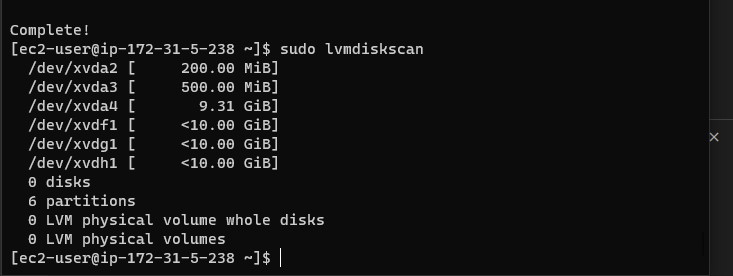 Complete!
[ec2-user@ip-172-31-5-238 ~]$ sudo lvmdiskscan
  /dev/xvda2 [     200.00 MiB]
  /dev/xvda3 [     500.00 MiB]
  /dev/xvda4 [       9.31 GiB]
  /dev/xvdf1 [     <10.00 GiB]
  /dev/xvdg1 [     <10.00 GiB]
  /dev/xvdh1 [     <10.00 GiB]
  0 disks
  6 partitions
  0 LVM physical volume whole disks
  0 LVM physical volumes
[ec2-user@ip-172-31-5-238 ~]$